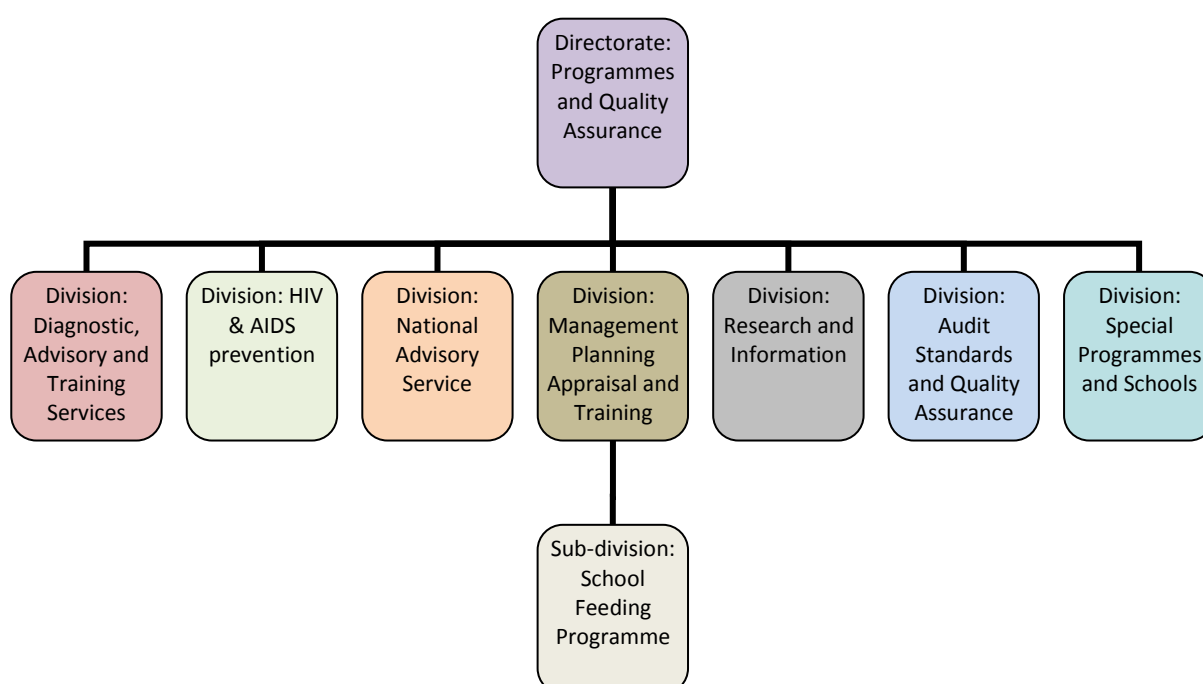 Directorate:
Programmes
and Quality
Assurance
Division:
Diagnostic,
Advisory and
Training
Services
Division: HIV
& AIDS
prevention
Division:
National
Advisory
Service
Division:
Management
Planning
Appraisal and
Training
Division:
Research and
Information
Division:
Audit
Standards
and Quality
Assurance
Division:
Special
Programmes
and Schools
Sub-division:
School
Feeding
Programme